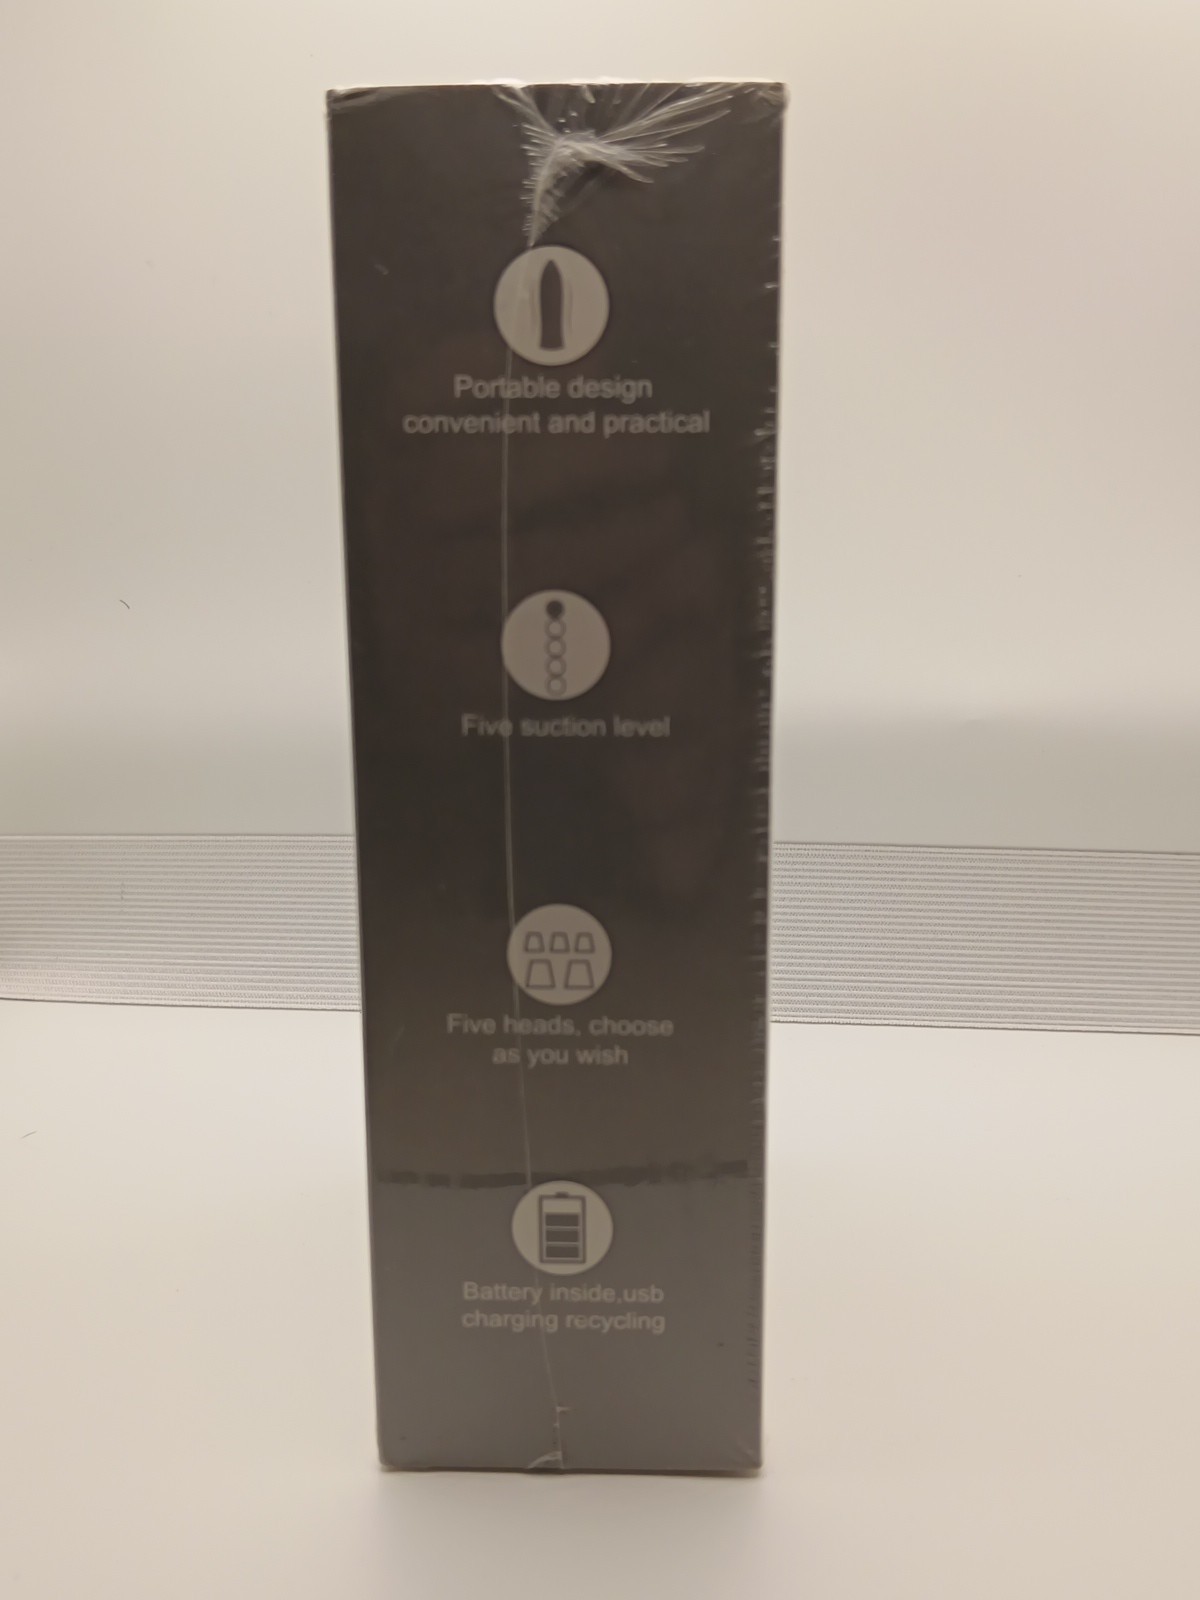 Portable design
convenient and practical
Five suction level
Five heads, choose
as you wish
Battery inside,usb
charging recycling